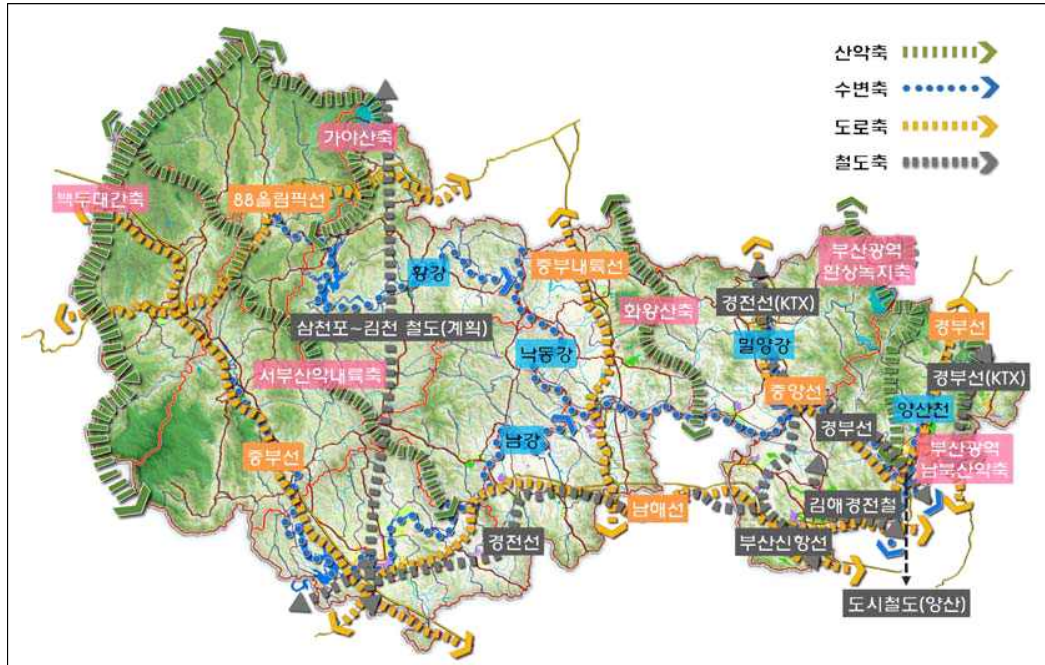 산악축
수변축
도로축
철도축
가야산축
백두대간축
88올림픽선
황강
중부내륙선
화왕산축
경전선(KTX)
부산광역
환상녹지축
삼천포~김천 철도(계획)
낙동강
밀양강
경부선
경부선(KTX)
서부산악내륙축
중앙선
양산천
남강
경부선
중부선
부산광역
남북산악축
남해선
김해경전철
경전선
부산신항선
도시철도(양산)